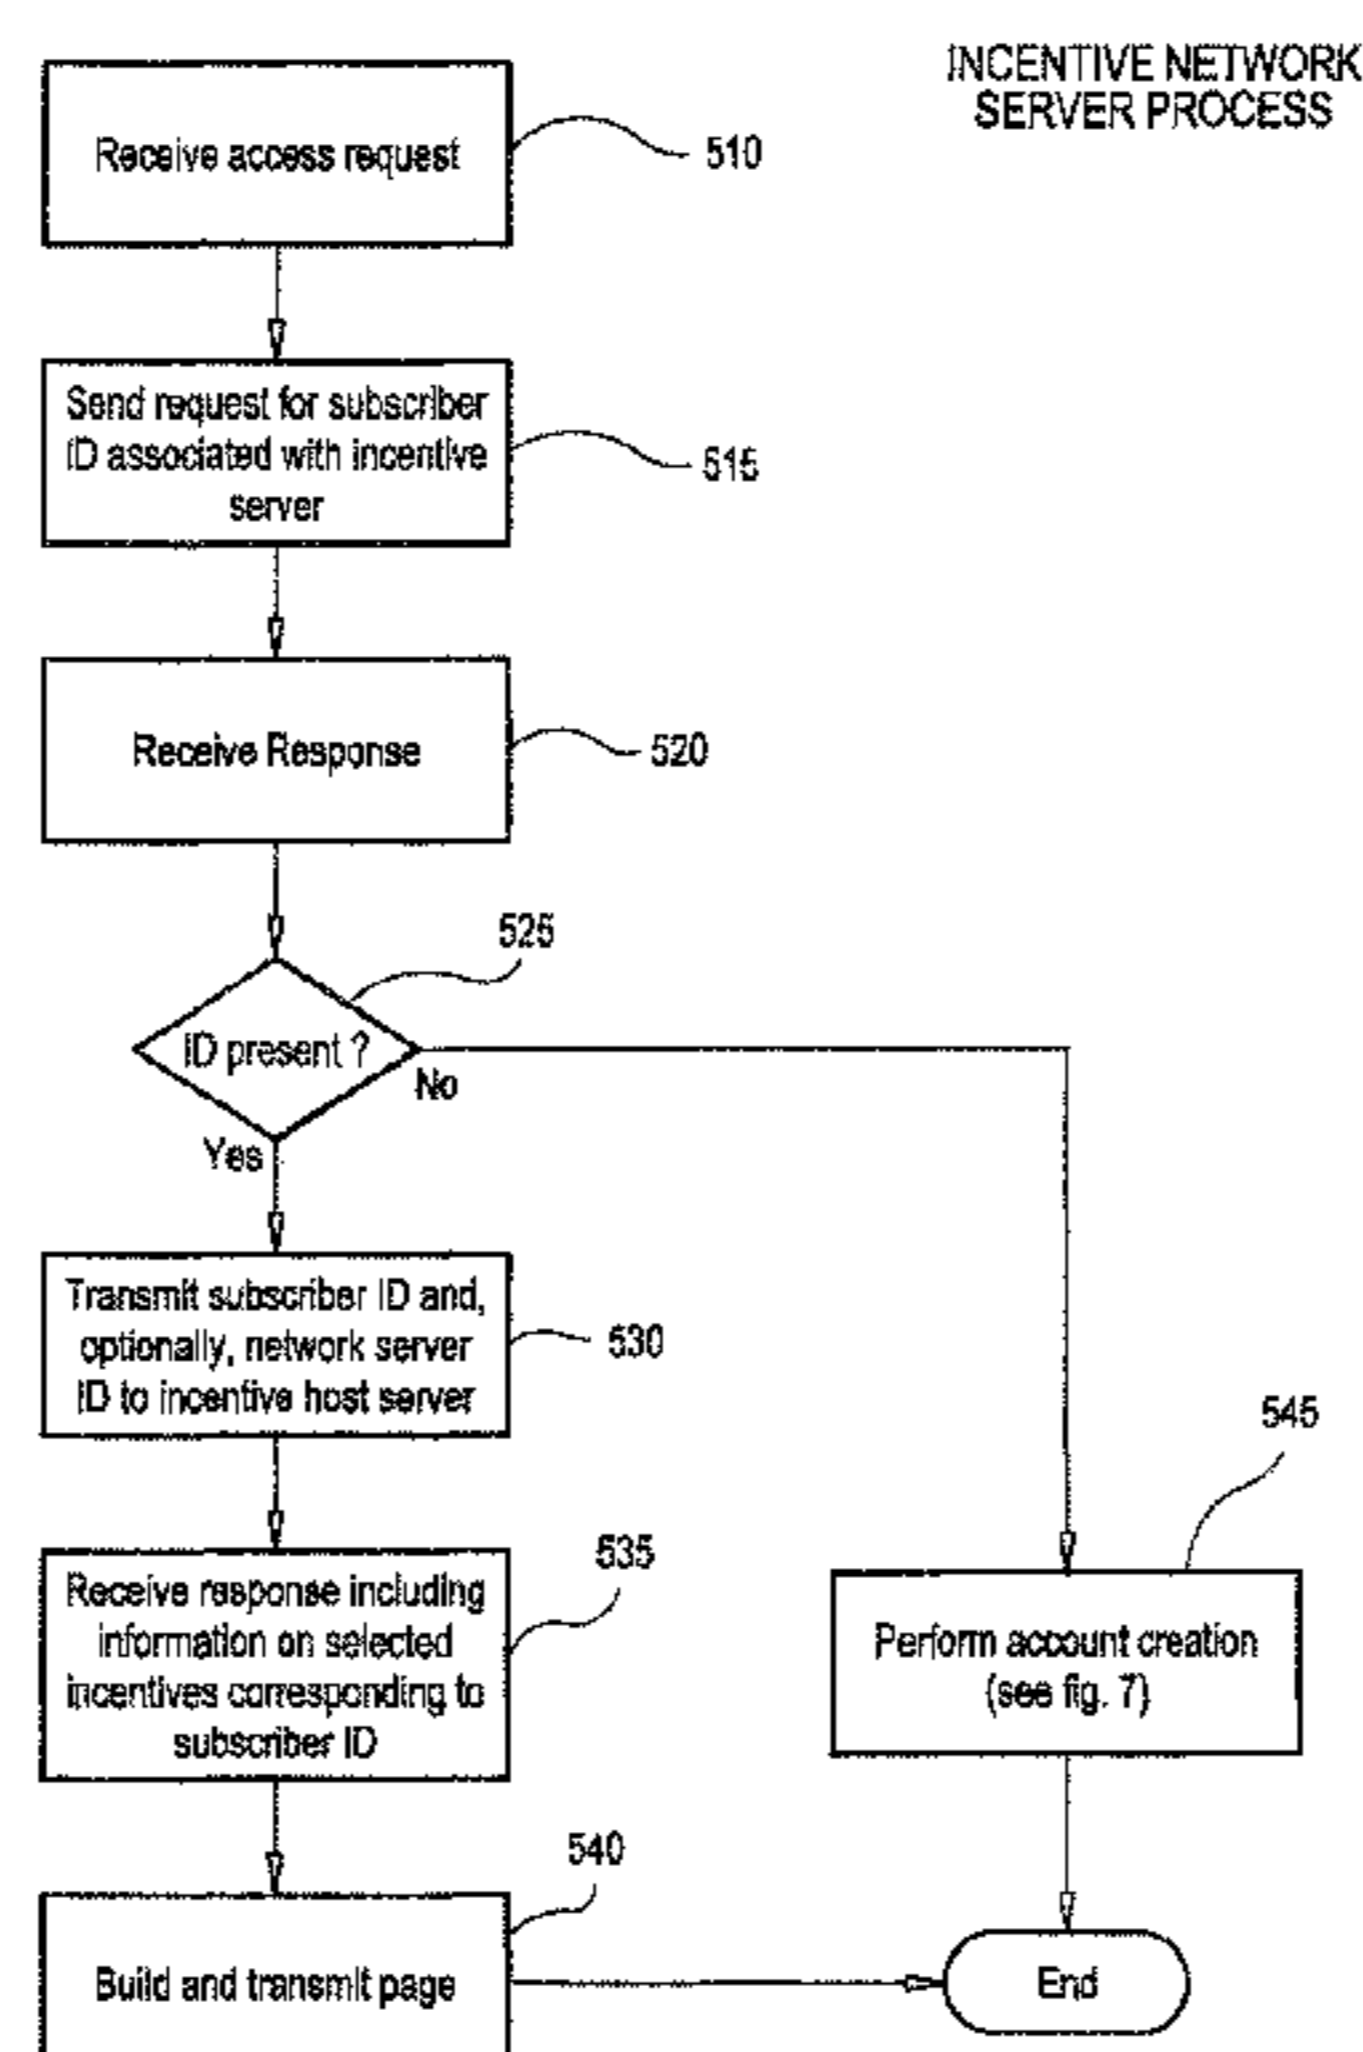 INCENTIVE NETWORK
SERVER PROCESS
Receive access request
510
Send request for subscriber
ID associated with incentive
server
515
Receive Response
520
525
ID present ?
No
Yes
Transmit subscriber ID and,
optionally, network server
ID to incentive host server
530
535
Receive response including
information on selected
incentives corresponding to
subscriber ID
545
Perform account creation
(see fig. 7)
540
Build and transmit page
End